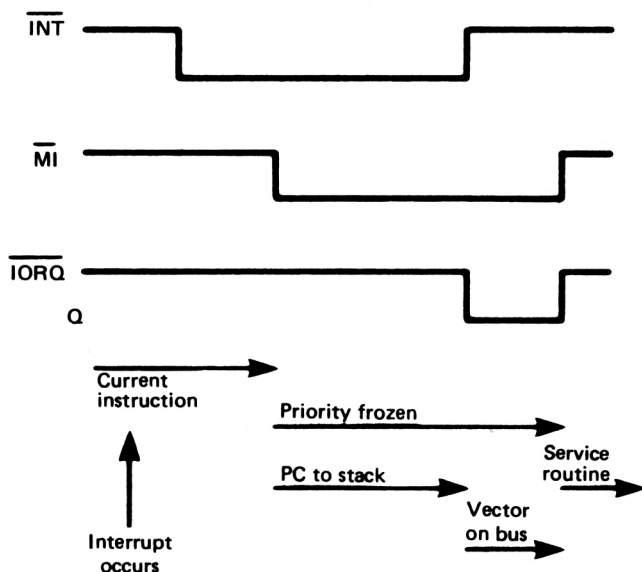 INT
MI
IORQ
Q
Current
instruction
Priority frozen
PC to stack
Service
routine
Vector
on bus
Interrupt
occurs